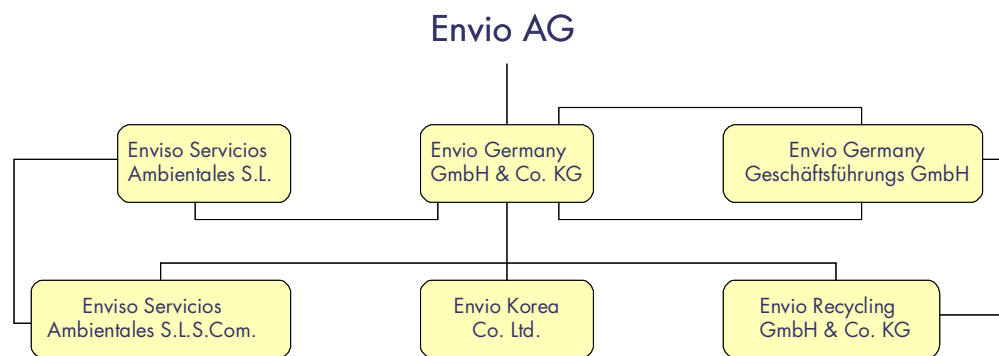 Envio AG
Enviso Servicios
Ambientales S.L.
Envio Germany
GmbH & Co. KG
Envio Germany
Geschäftsführungs GmbH
Enviso Servicios
Ambientales S.L.S.Com.
Envio Korea
Co. Ltd.
Envio Recycling
GmbH & Co. KG